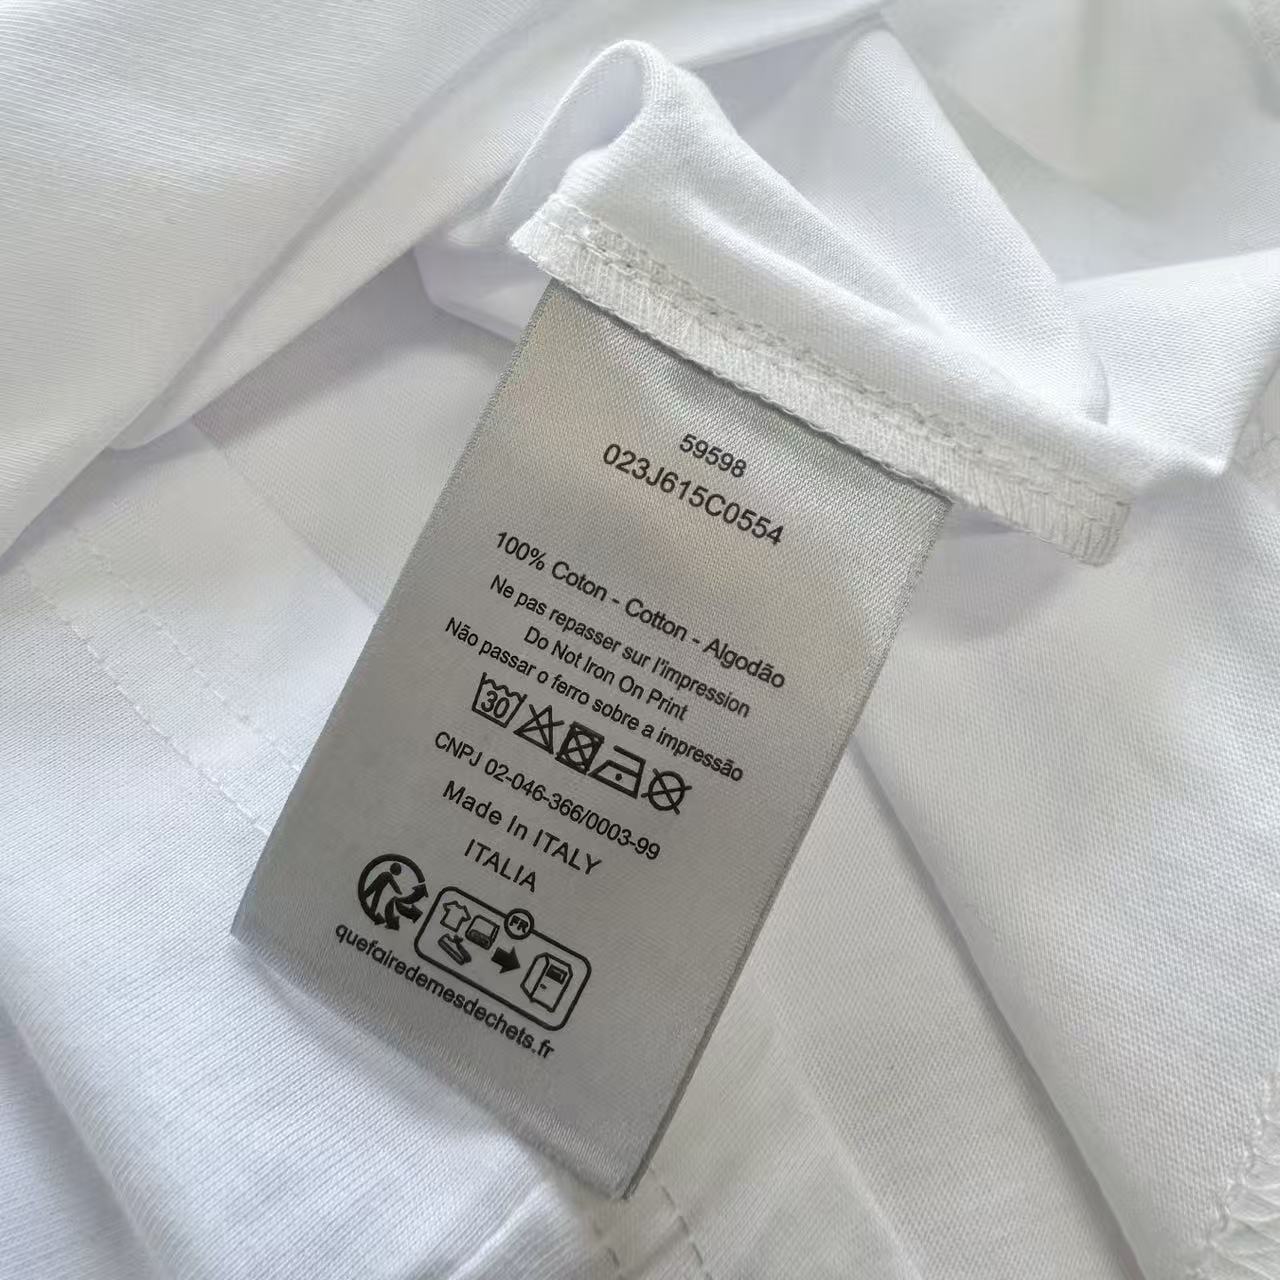 59598
023J615C0554
100% Coton - Cotton - Algodão
Ne pas repasser sur l'impression
Do Not Iron On Print
Não passar o ferro sobre a impressão
30
CNPJ 02-046-366/0003-99
Made In ITALY
ITALIA
FR
quefairedemesdechets.fr